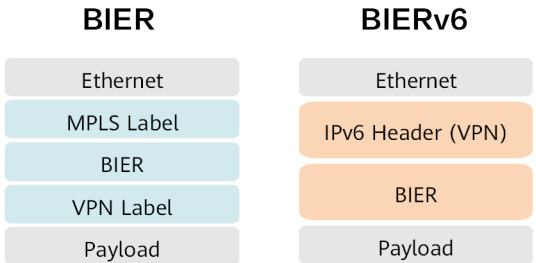 BIER
Ethernet
MPLS Label
BIER
VPN Label
Payload
BIERv6
Ethernet
IPv6 Header (VPN)
BIER
Payload